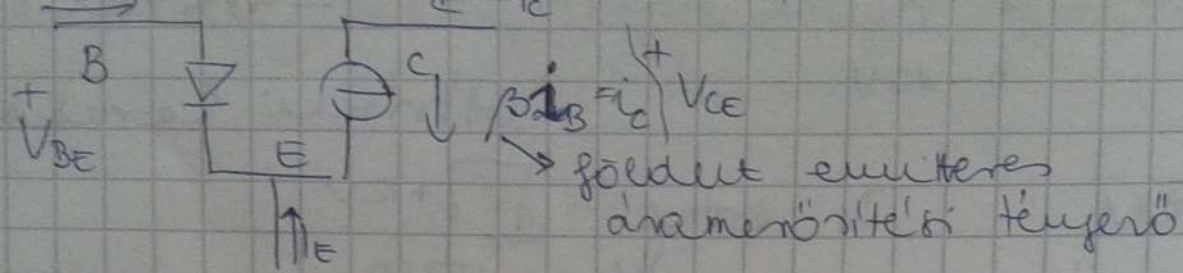 ic
B
C
+
+
βiB = ic
VCE
VBE
E
földelt emitteres
áramerősítési tényező
iE